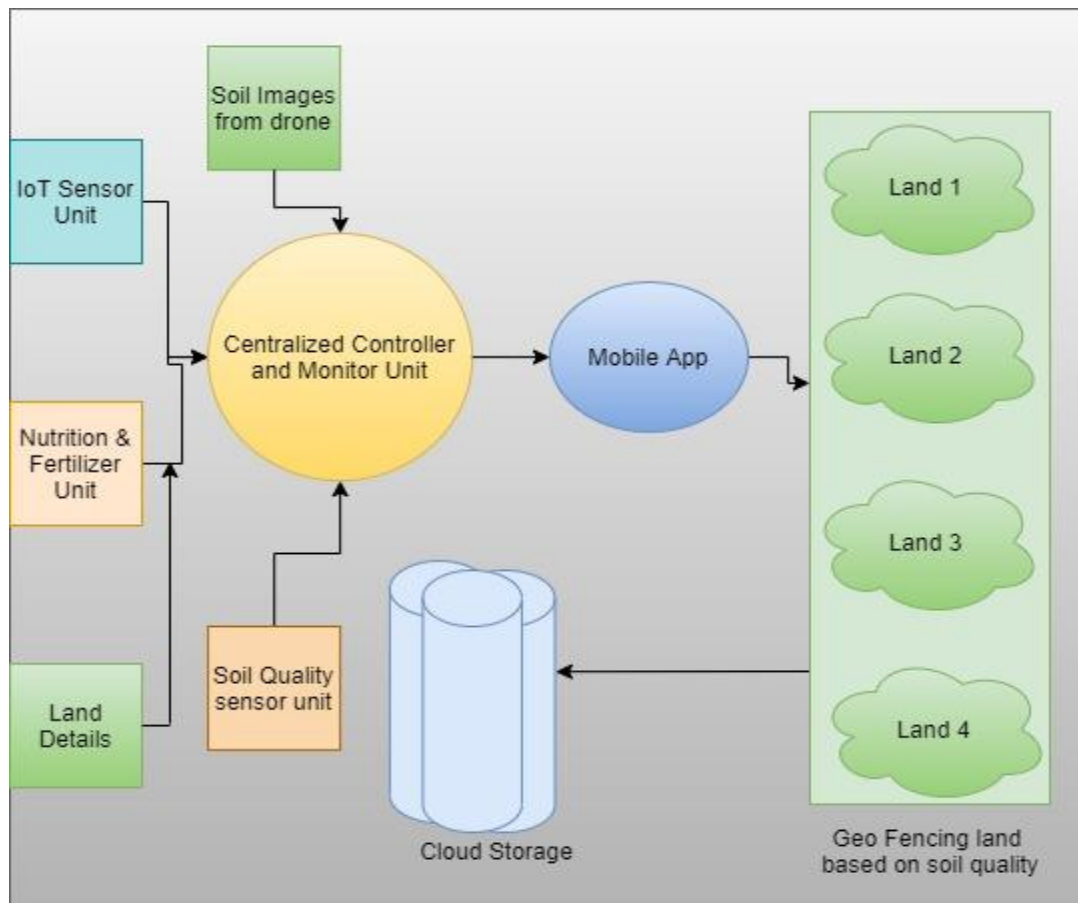 Soil Images
from drone
IoT Sensor
Unit
Land 1
Centralized Controller
and Monitor Unit
Mobile App
Land 2
Nutrition &
Fertilizer
Unit
Land 3
Soil Quality
sensor unit
Land
Details
Land 4
Cloud Storage
Geo Fencing land
based on soil quality